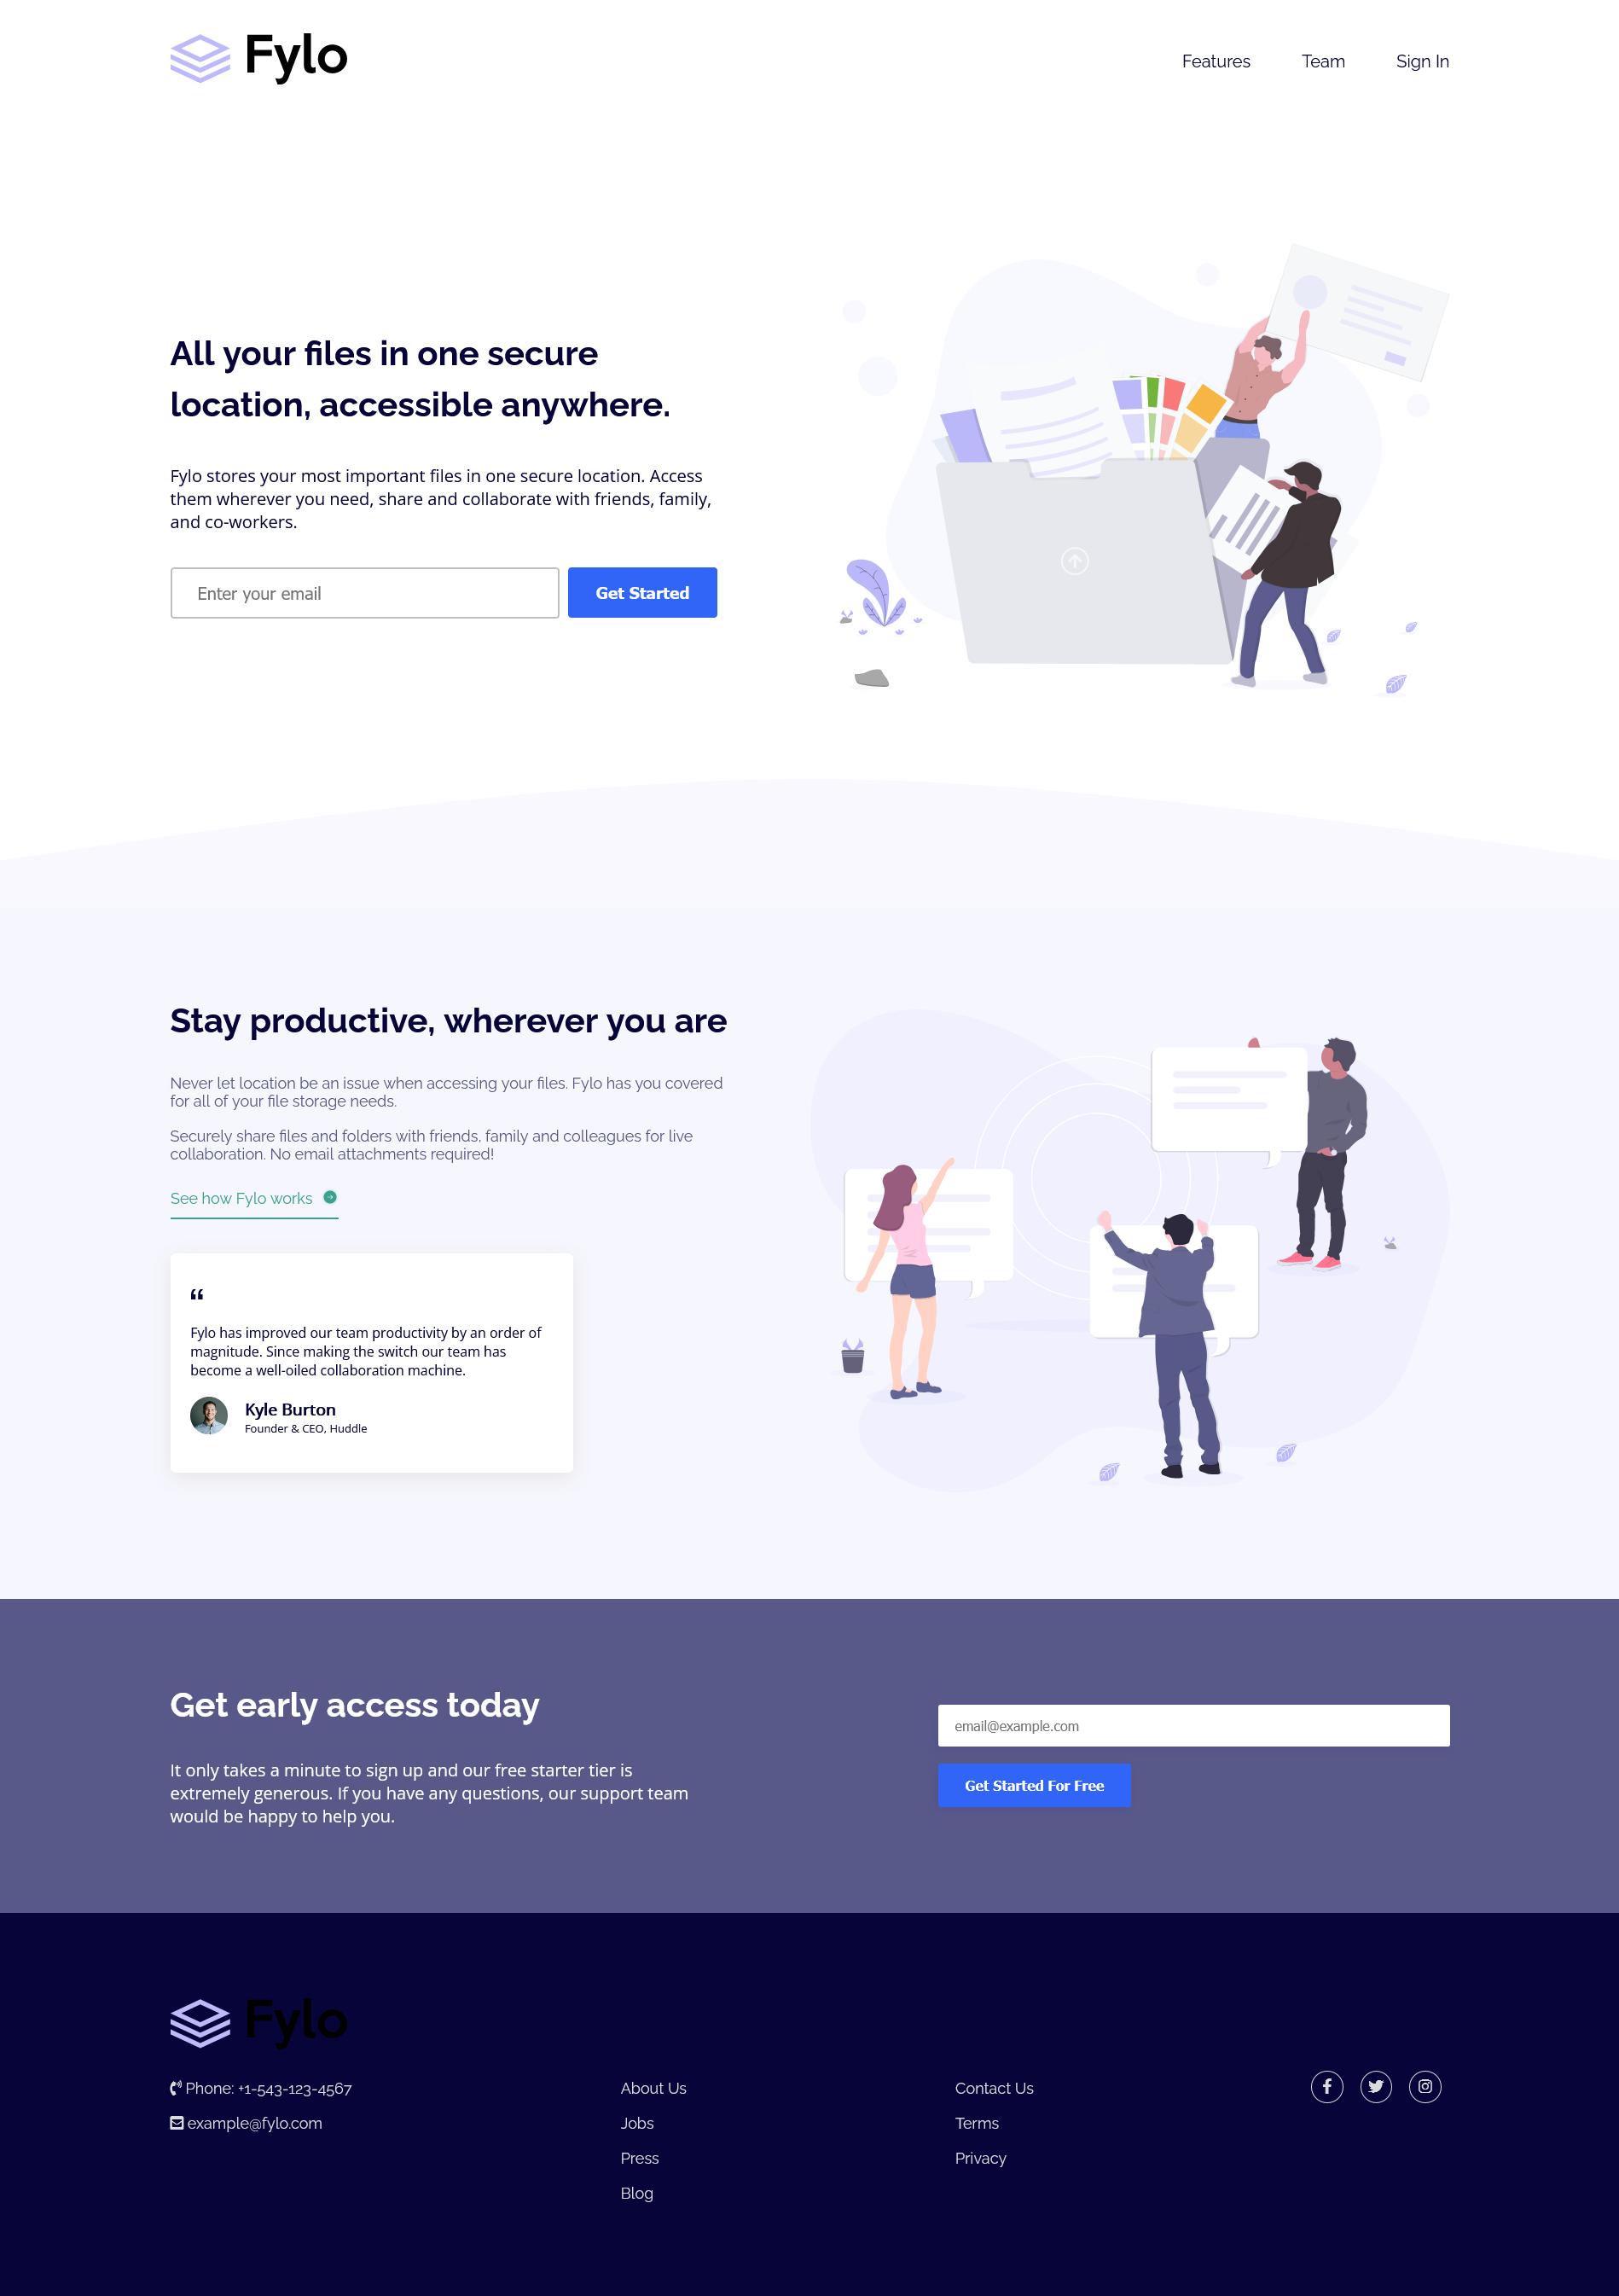 Fylo
Features
Team
Sign In
All your files in one secure
location, accessible anywhere.
Fylo stores your most important files in one secure location. Access
them wherever you need, share and collaborate with friends, family,
and co-workers.
Enter your email
Get Started
Stay productive, wherever you are
Never let location be an issue when accessing your files. Fylo has you covered
for all of your file storage needs.
Securely share files and folders with friends, family and colleagues for live
collaboration. No email attachments required!
See how Fylo works
“
Fylo has improved our team productivity by an order of
magnitude. Since making the switch our team has
become a well-oiled collaboration machine.
Kyle Burton
Founder & CEO, Huddle
Get early access today
It only takes a minute to sign up and our free starter tier is
extremely generous. If you have any questions, our support team
would be happy to help you.
email@example.com
Get Started For Free
Fylo
Phone: +1-543-123-4567
example@fylo.com
About Us
Jobs
Press
Blog
Contact Us
Terms
Privacy